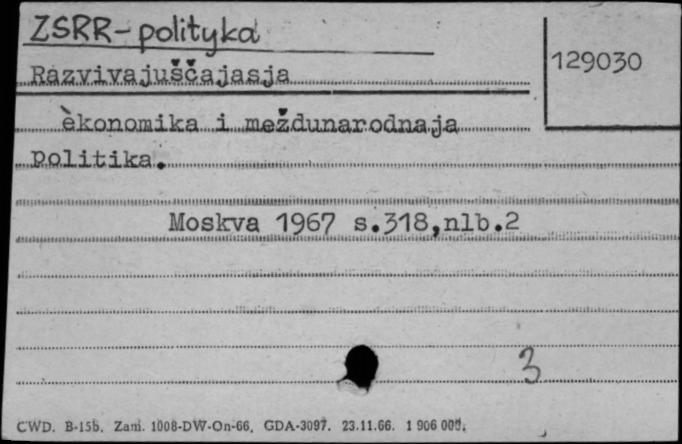 ZSRR-polityka
129030
Razvivajuščajasja
èkonomika i meždunarodnaja
politika.
Moskva 1967 s.318,nlb.2
3
CWD. B-15b. Zam. 1008-DW-On-66. GDA-3097. 23.11.66. 1 906 000.